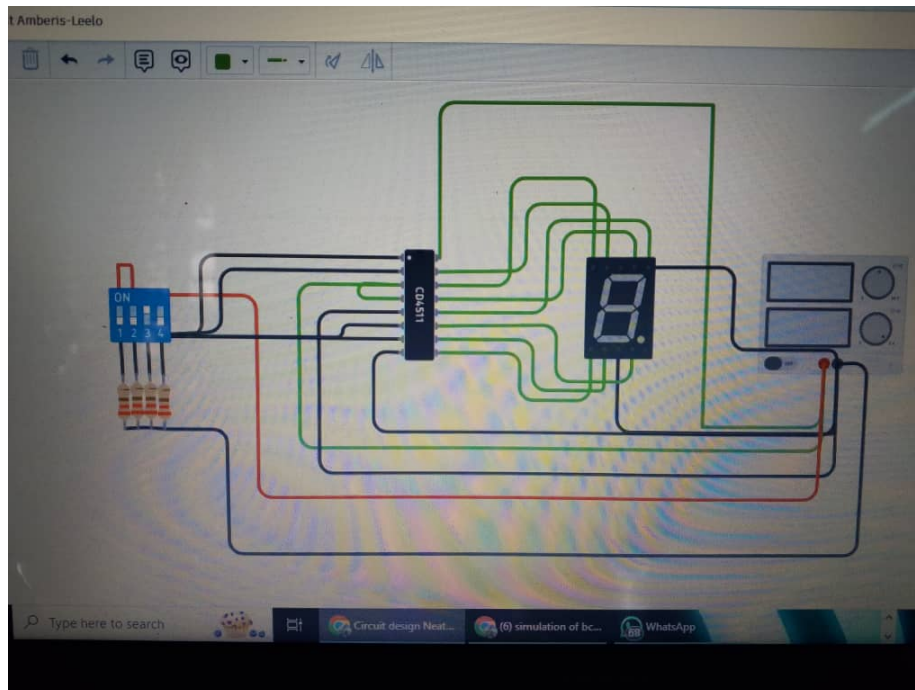 t Amberis-Leelo
ON
1 2 3 4
CD4511
Type here to search
Circuit design Neat...
(6) simulation of bc...
WhatsApp
68